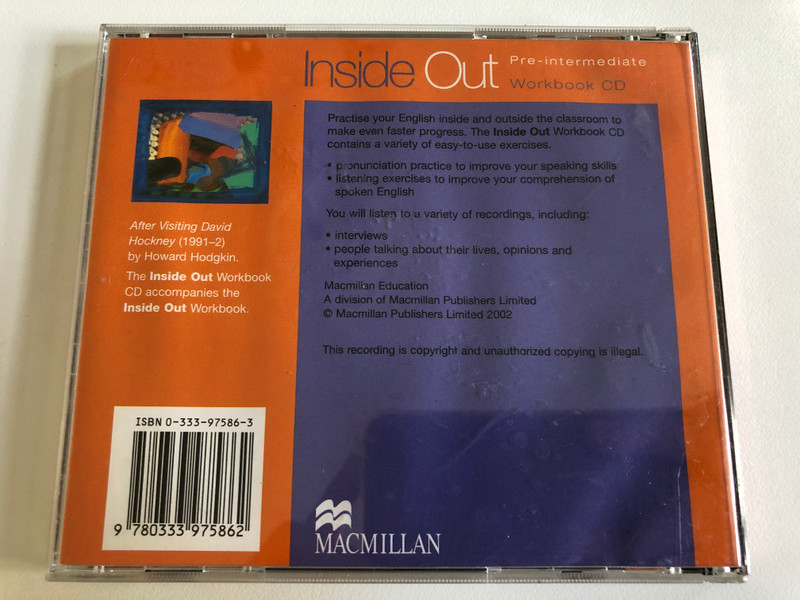 Inside Out Pre-intermediate
Workbook CD
Practise your English inside and outside the classroom to
make even faster progress. The Inside Out Workbook CD
contains a variety of easy-to-use exercises.
• pronunciation practice to improve your speaking skills
• listening exercises to improve your comprehension of
spoken English
You will listen to a variety of recordings, including:
• interviews
• people talking about their lives, opinions and
experiences
Macmillan Education
A division of Macmillan Publishers Limited
© Macmillan Publishers Limited 2002
This recording is copyright and unauthorized copying is illegal.
After Visiting David
Hockney (1991–2)
by Howard Hodgkin.
The Inside Out Workbook
CD accompanies the
Inside Out Workbook.
ISBN 0-333-97586-3
9 780333 975862
MACMILLAN